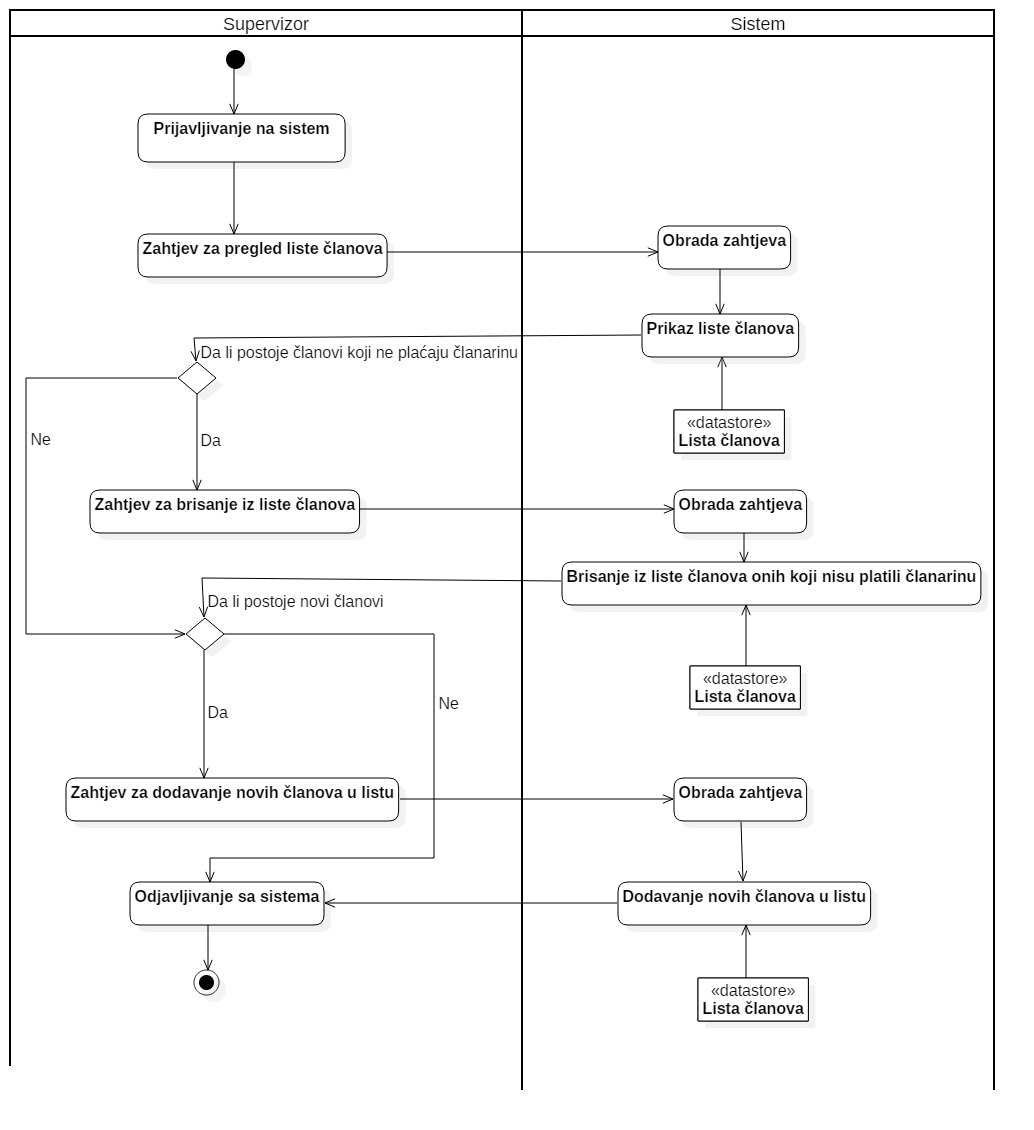 Supervizor
Sistem
Prijavljivanje na sistem
Zahtjev za pregled liste članova
Obrada zahtjeva
Prikaz liste članova
Da li postoje članovi koji ne plaćaju članarinu
«datastore»
Lista članova
Ne
Da
Zahtjev za brisanje iz liste članova
Obrada zahtjeva
Brisanje iz liste članova onih koji nisu platili članarinu
Da li postoje novi članovi
«datastore»
Lista članova
Ne
Da
Zahtjev za dodavanje novih članova u listu
Obrada zahtjeva
Odjavljivanje sa sistema
Dodavanje novih članova u listu
«datastore»
Lista članova